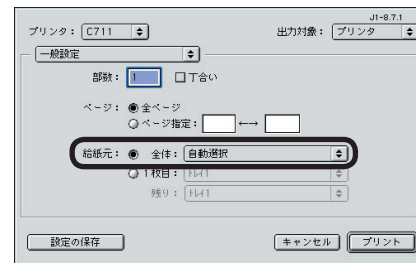 J1-8.7.1
プリンタ： C711 出力対象： プリンタ
一般設定
部数： 1 丁合い
ページ： 全ページ
ページ指定： ←→
給紙元： 全体： 自動選択
1枚目： トレイ1
残り： トレイ1
設定の保存 キャンセル プリント